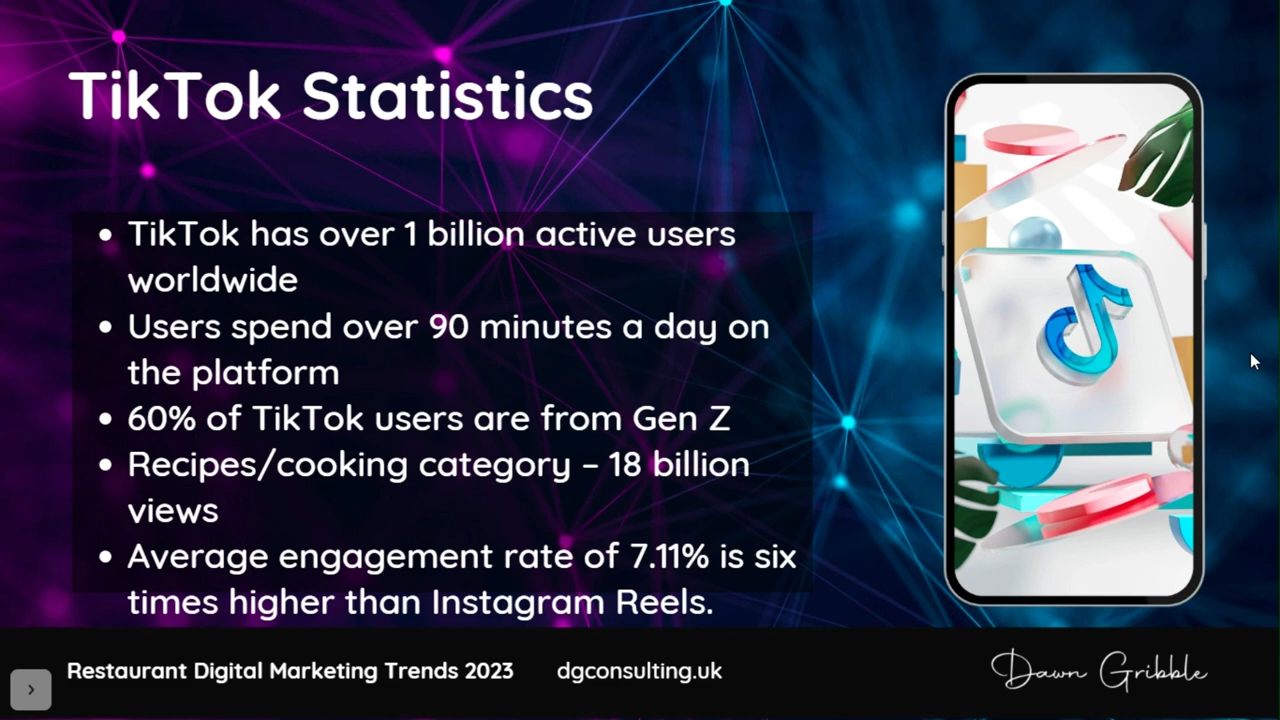 TikTok Statistics
• TikTok has over 1 billion active users
worldwide
• Users spend over 90 minutes a day on
the platform
• 60% of TikTok users are from Gen Z
• Recipes/cooking category – 18 billion
views
• Average engagement rate of 7.11% is six
times higher than Instagram Reels.
Restaurant Digital Marketing Trends 2023 dgconsulting.uk Dawn Gribble